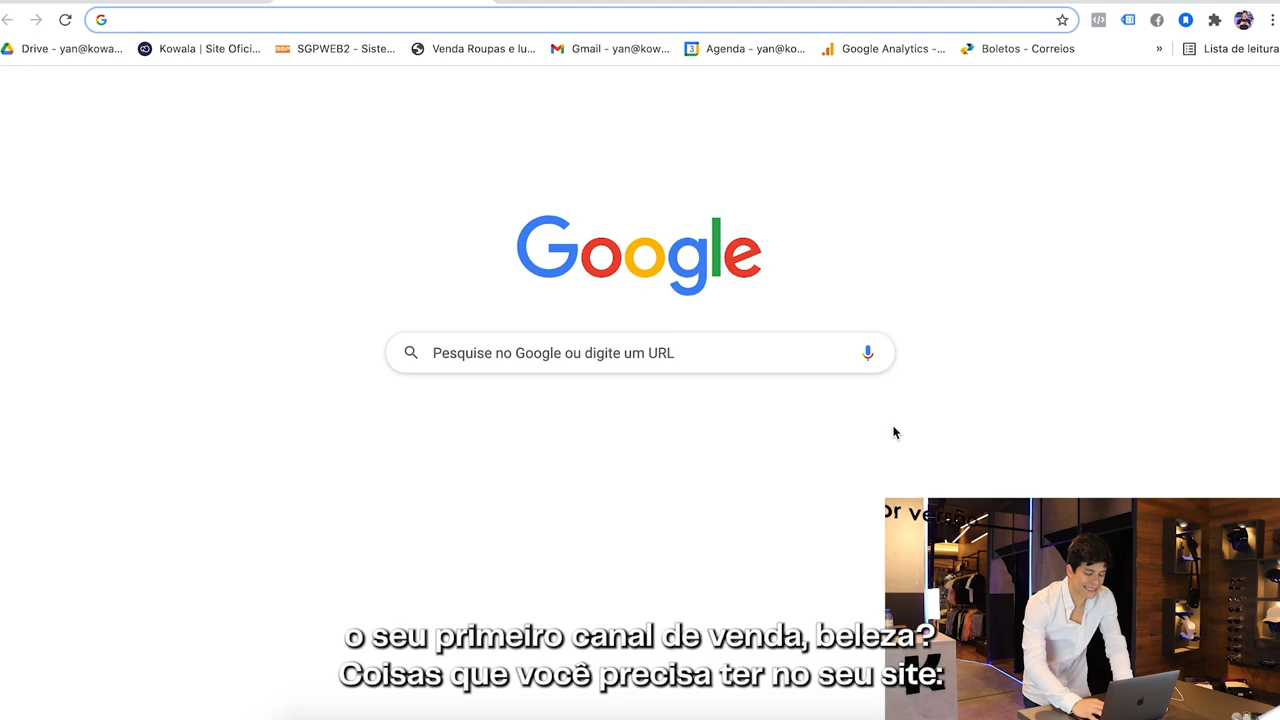 Drive - yan@kowa...
Kowala | Site Ofici...
SGPWEB2 - Siste...
Venda Roupas e lu...
Gmail - yan@kow...
Agenda - yan@ko...
Google Analytics -...
Boletos - Correios
»
Lista de leitura
Google
Pesquise no Google ou digite um URL
or versão
o seu primeiro canal de venda, beleza?
Coisas que você precisa ter no seu site: